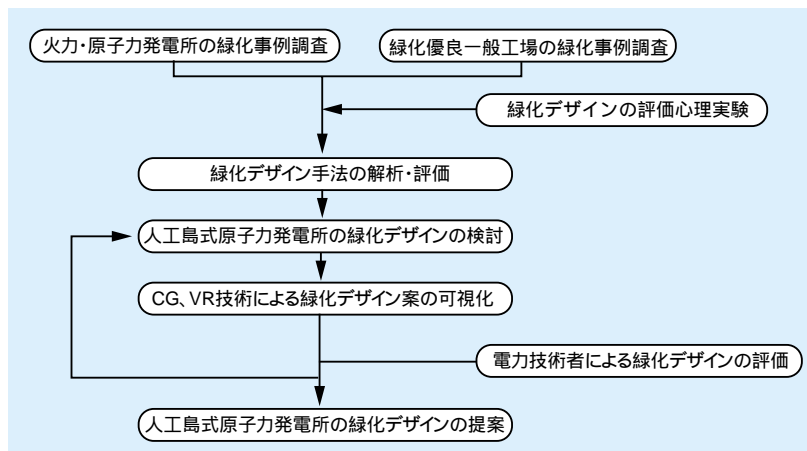 火力・原子力発電所の緑化事例調査
緑化優良一般工場の緑化事例調査
緑化デザインの評価心理実験
緑化デザイン手法の解析・評価
人工島式原子力発電所の緑化デザインの検討
CG、VR技術による緑化デザイン案の可視化
電力技術者による緑化デザインの評価
人工島式原子力発電所の緑化デザインの提案